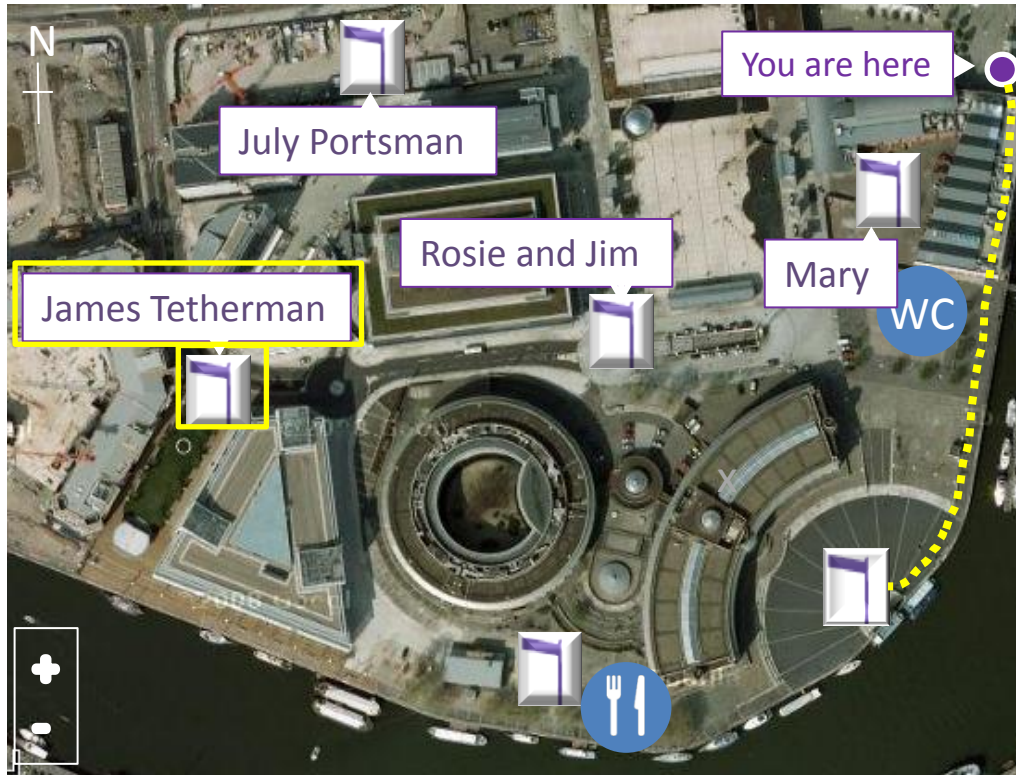 N
You are here
July Portsman
Rosie and Jim
Mary
WC
James Tetherman